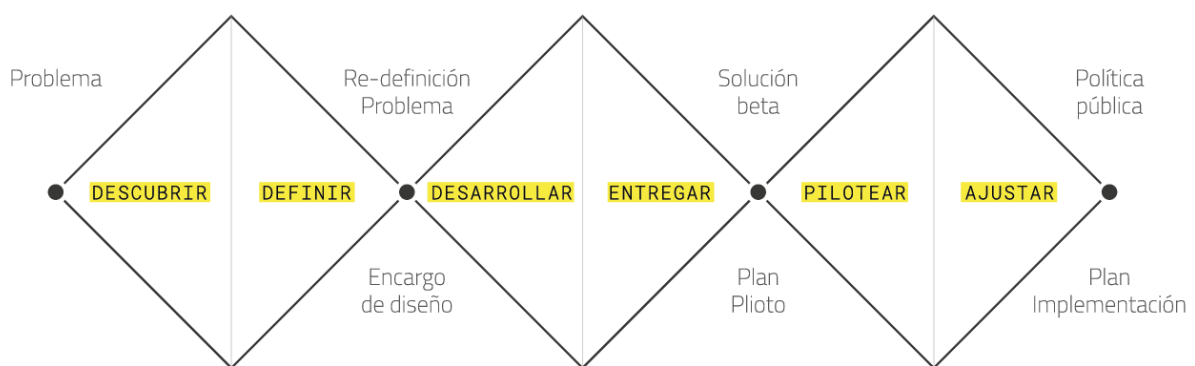 Problema
Re-definición
Problema
Solución
beta
Política
pública
DESCUBRIR
DEFINIR
DESARROLLAR
ENTREGAR
PILOTEAR
AJUSTAR
Encargo
de diseño
Plan
Plioto
Plan
Implementación